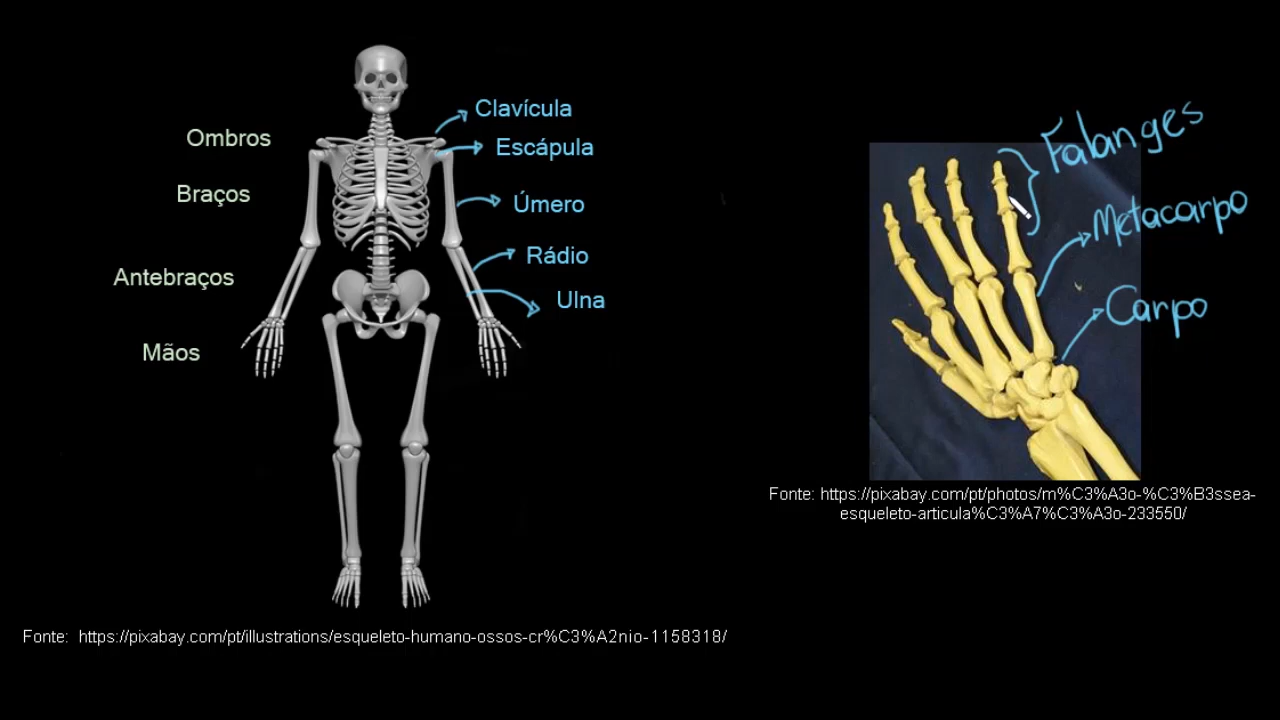 Ombros
Braços
Antebraços
Mãos
Clavícula
Escápula
Úmero
Rádio
Ulna
Falanges
Metacarpo
Carpo
Fonte: https://pixabay.com/pt/photos/m%C3%A3o-%C3%B3ssea-
esqueleto-articula%C3%A7%C3%A3o-233550/
Fonte: https://pixabay.com/pt/illustrations/esqueleto-humano-ossos-cr%C3%A2nio-1158318/